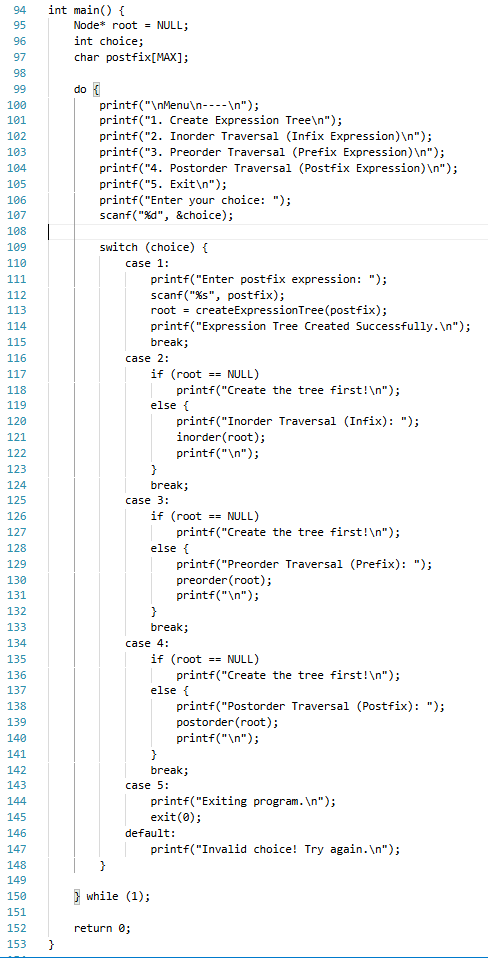 94 int main() {
95     Node* root = NULL;
96     int choice;
97     char postfix[MAX];
98
99     do {
100         printf("\nMenu\n----\n");
101         printf("1. Create Expression Tree\n");
102         printf("2. Inorder Traversal (Infix Expression)\n");
103         printf("3. Preorder Traversal (Prefix Expression)\n");
104         printf("4. Postorder Traversal (Postfix Expression)\n");
105         printf("5. Exit\n");
106         printf("Enter your choice: ");
107         scanf("%d", &choice);
108
109         switch (choice) {
110             case 1:
111                 printf("Enter postfix expression: ");
112                 scanf("%s", postfix);
113                 root = createExpressionTree(postfix);
114                 printf("Expression Tree Created Successfully.\n");
115                 break;
116             case 2:
117                 if (root == NULL)
118                     printf("Create the tree first!\n");
119                 else {
120                     printf("Inorder Traversal (Infix): ");
121                     inorder(root);
122                     printf("\n");
123                 }
124                 break;
125             case 3:
126                 if (root == NULL)
127                     printf("Create the tree first!\n");
128                 else {
129                     printf("Preorder Traversal (Prefix): ");
130                     preorder(root);
131                     printf("\n");
132                 }
133                 break;
134             case 4:
135                 if (root == NULL)
136                     printf("Create the tree first!\n");
137                 else {
138                     printf("Postorder Traversal (Postfix): ");
139                     postorder(root);
140                     printf("\n");
141                 }
142                 break;
143             case 5:
144                 printf("Exiting program.\n");
145                 exit(0);
146             default:
147                 printf("Invalid choice! Try again.\n");
148         }
149
150     } while (1);
151
152     return 0;
153 }